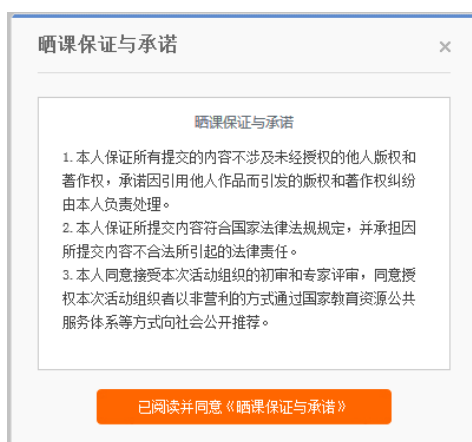 晒课保证与承诺
×
晒课保证与承诺
1.本人保证所有提交的内容不涉及未经授权的他人版权和
著作权，承诺因引用他人作品而引发的版权和著作权纠纷
由本人负责处理。
2.本人保证所提交内容符合国家法律法规规定，并承担因
所提交内容不合法所引起的法律责任。
3.本人同意接受本次活动组织的初审和专家评审，同意授
权本次活动组织者以非营利的方式通过国家教育资源公共
服务体系等方式向社会公开推荐。
已阅读并同意《晒课保证与承诺》